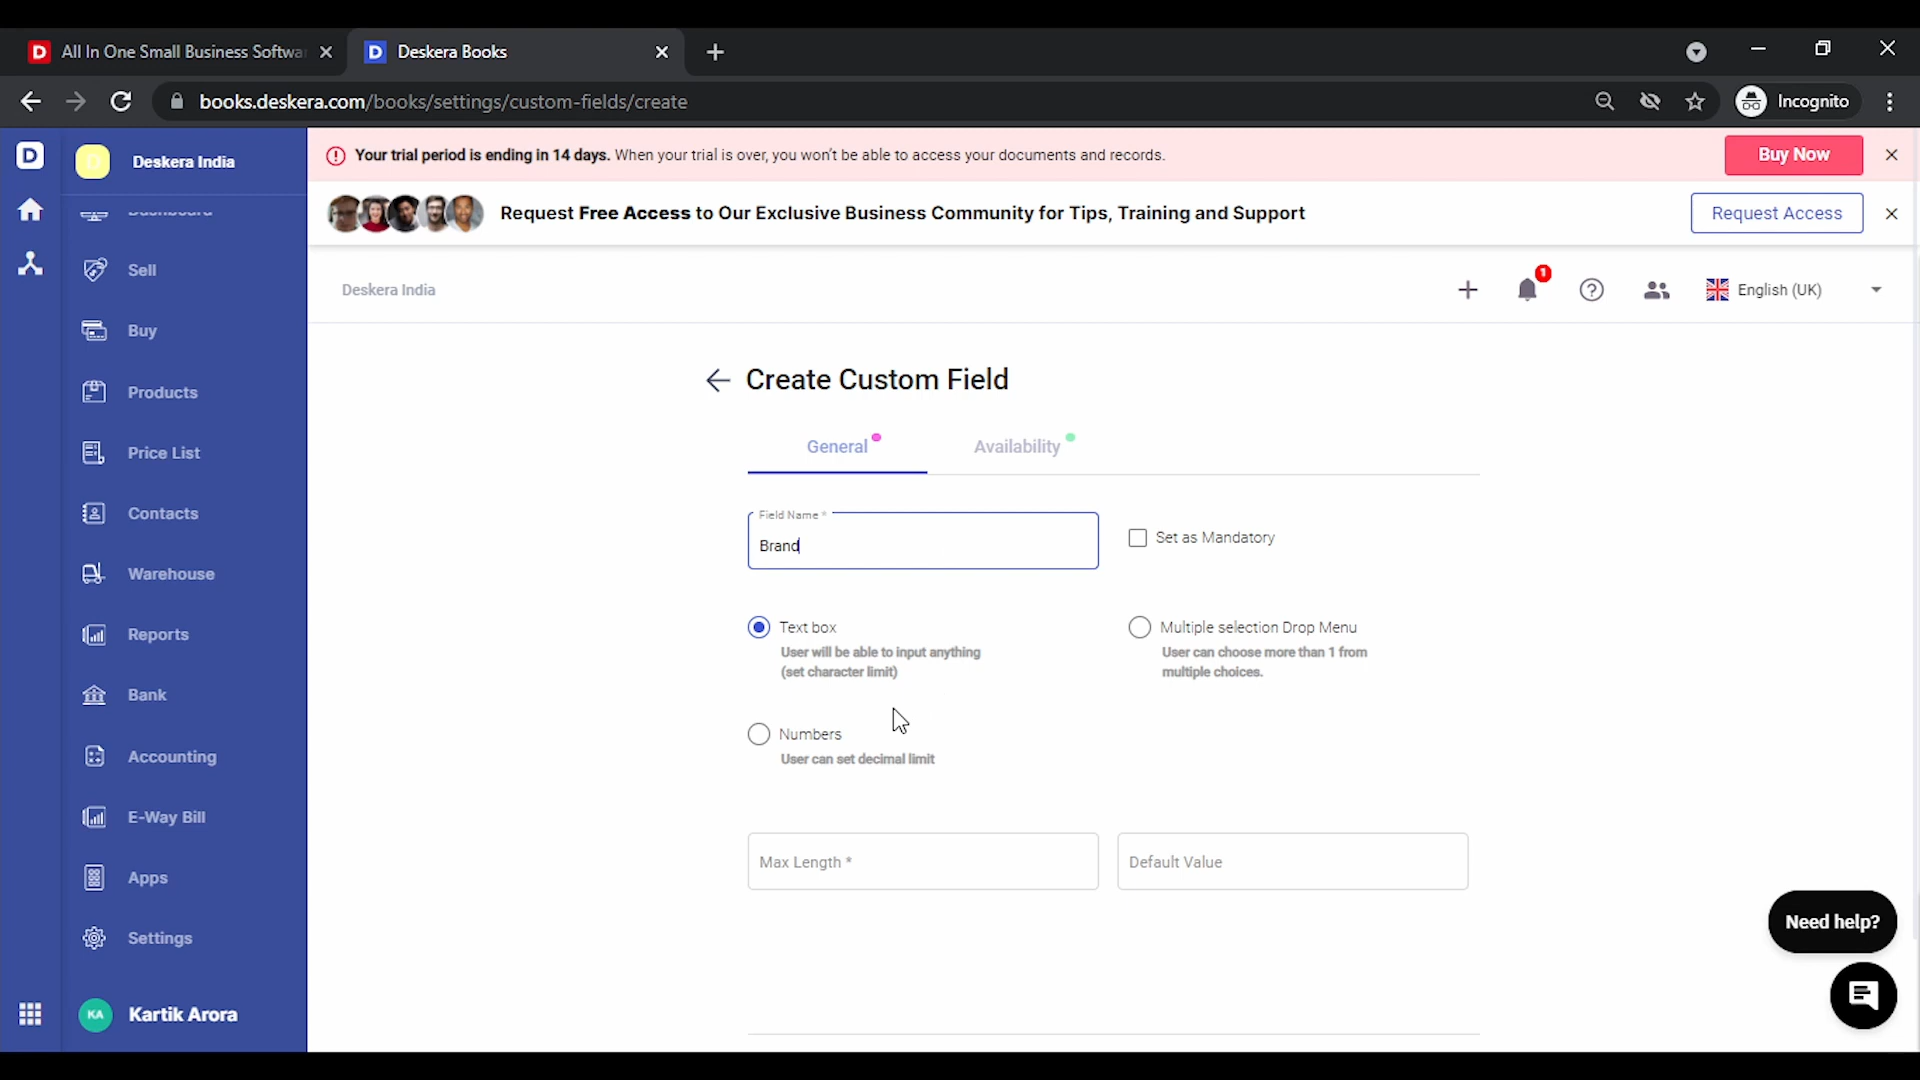 All In One Small Business Softwa
Deskera Books
books.deskera.com/books/settings/custom-fields/create
Incognito
D
Deskera India
Your trial period is ending in 14 days. When your trial is over, you won't be able to access your documents and records.
Buy Now
Request Free Access to Our Exclusive Business Community for Tips, Training and Support
Request Access
Dashboard
Sell
Buy
Products
Price List
Contacts
Warehouse
Reports
Bank
Accounting
E-Way Bill
Apps
Settings
KA
Kartik Arora
Deskera India
1
English (UK)
Create Custom Field
General
Availability
Field Name *
Brand
Set as Mandatory
Text box
User will be able to input anything
(set character limit)
Multiple selection Drop Menu
User can choose more than 1 from
multiple choices.
Numbers
User can set decimal limit
Max Length *
Default Value
Need help?